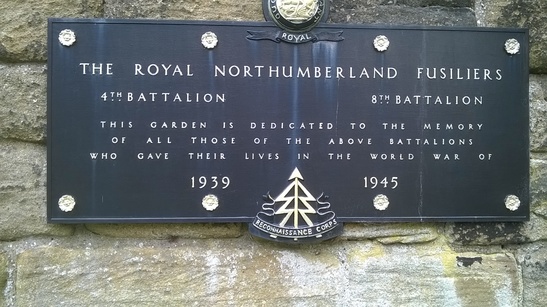 ROYAL
THE ROYAL NORTHUMBERLAND FUSILIERS
4TH BATTALION 8TH BATTALION
THIS GARDEN IS DEDICATED TO THE MEMORY
OF ALL THOSE OF THE ABOVE BATTALIONS
WHO GAVE THEIR LIVES IN THE WORLD WAR OF
1939 1945
RECONNAISSANCE CORPS